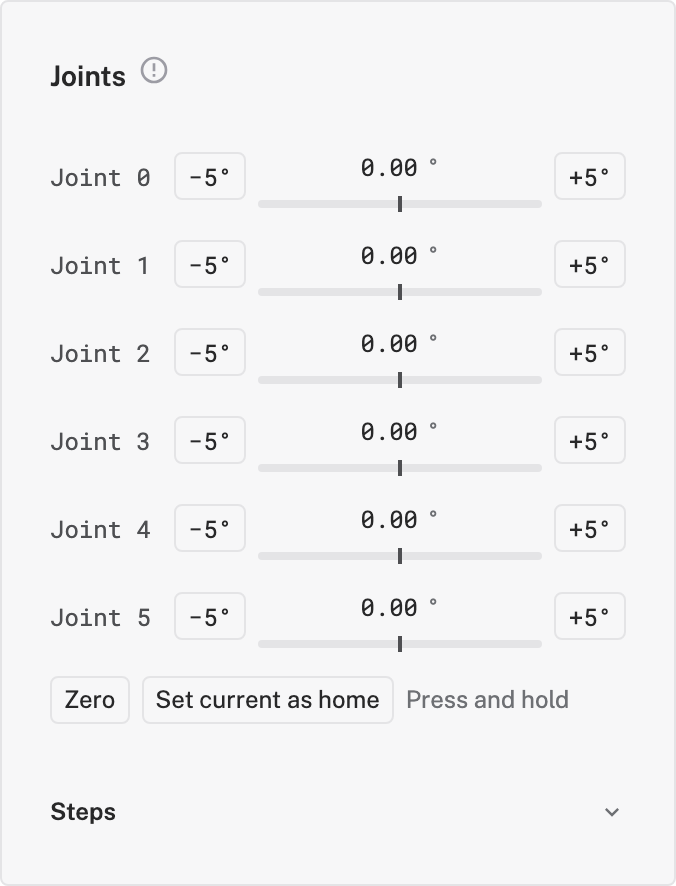 Joints
Joint 0 −5° 0.00 ° +5°
Joint 1 −5° 0.00 ° +5°
Joint 2 −5° 0.00 ° +5°
Joint 3 −5° 0.00 ° +5°
Joint 4 −5° 0.00 ° +5°
Joint 5 −5° 0.00 ° +5°
Zero Set current as home Press and hold
Steps